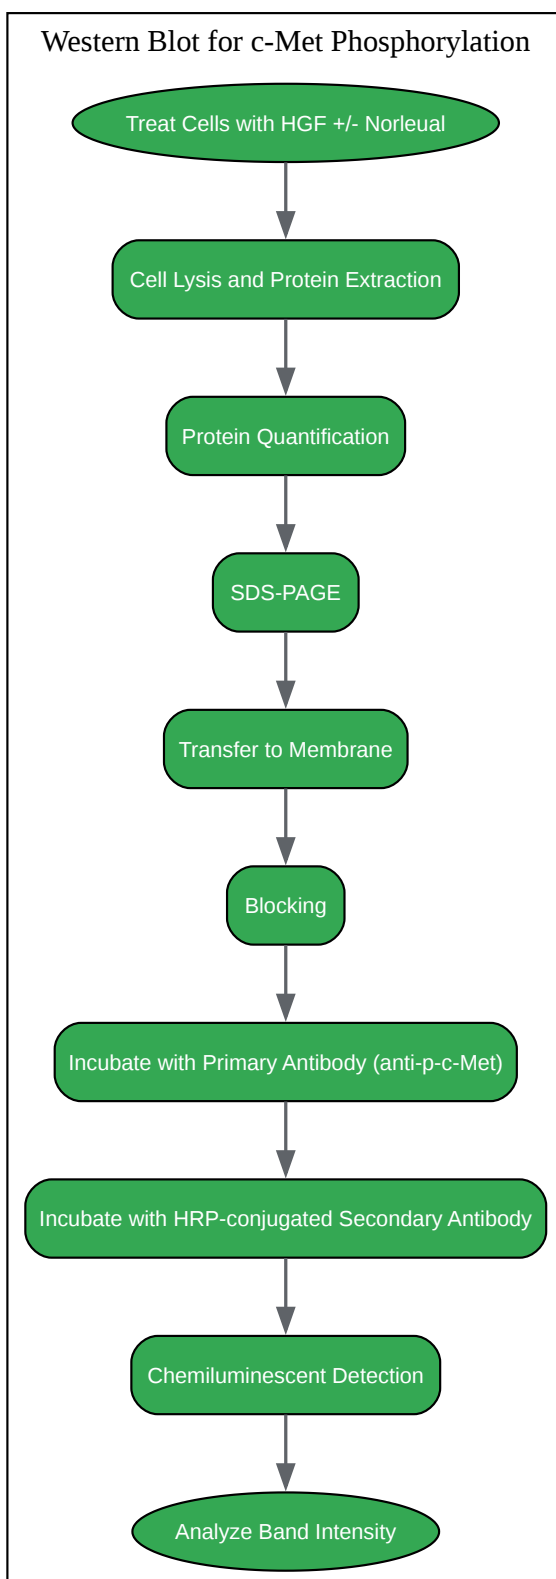 Western Blot for c-Met Phosphorylation
Treat Cells with HGF +/- Norleual
Cell Lysis and Protein Extraction
Protein Quantification
SDS-PAGE
Transfer to Membrane
Blocking
Incubate with Primary Antibody (anti-p-c-Met)
Incubate with HRP-conjugated Secondary Antibody
Chemiluminescent Detection
Analyze Band Intensity